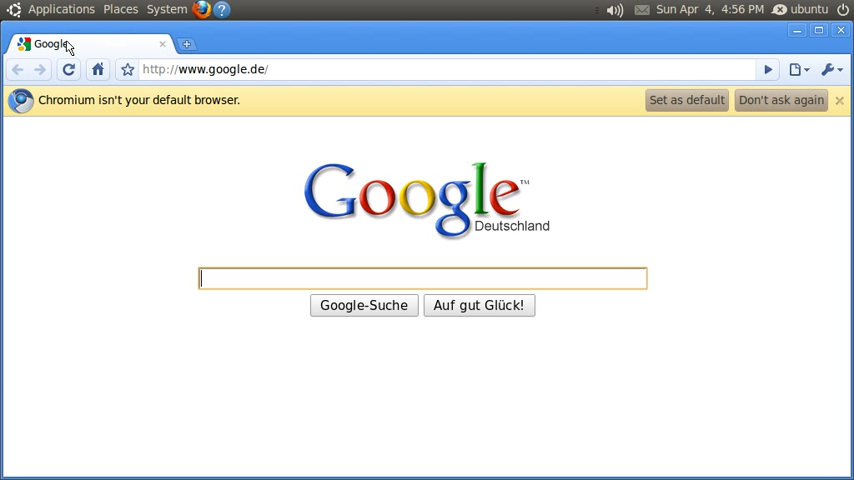 Applications Places System Sun Apr 4, 4:56 PM ubuntu
Google
http://www.google.de/
Chromium isn't your default browser. Set as default Don't ask again
Google™
Deutschland
Google-Suche Auf gut Glück!